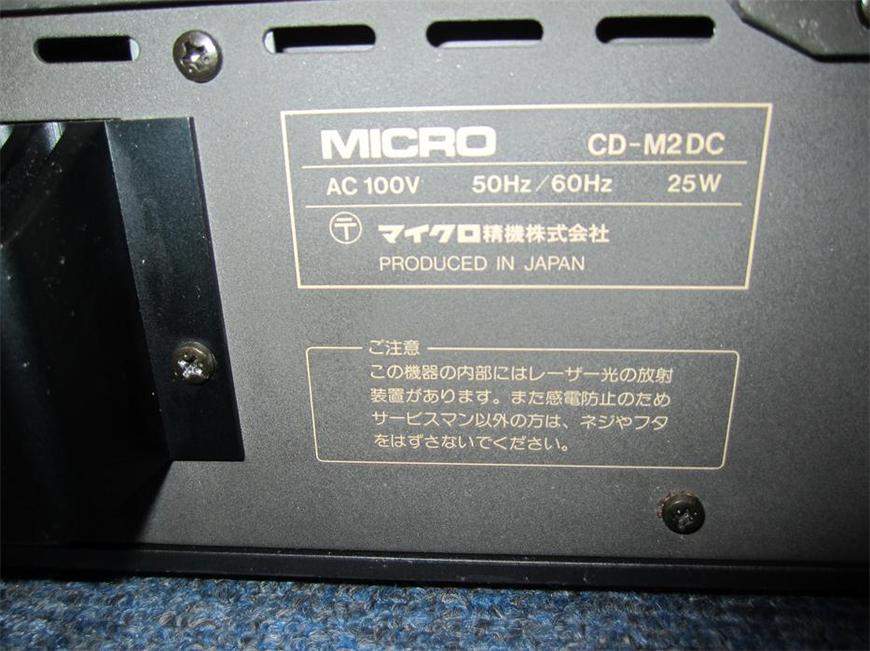 MICRO CD-M2DC
AC 100V 50Hz/60Hz 25W
〒 マイクロ精機株式会社
PRODUCED IN JAPAN
ご注意
この機器の内部にはレーザー光の放射
装置があります。また感電防止のため
サービスマン以外の方は、ネジやフタ
をはずさないでください。